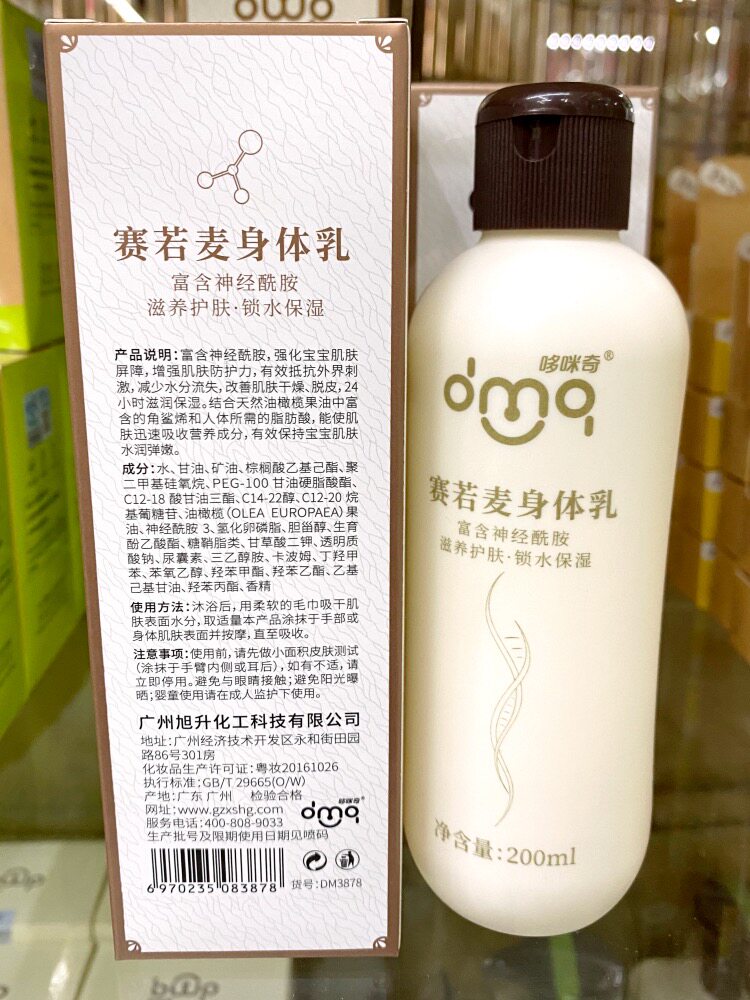 赛若麦身体乳
富含神经酰胺
滋养护肤·锁水保湿
产品说明:富含神经酰胺,强化宝宝肌肤
屏障,增强肌肤防护力,有效抵抗外界刺
激,减少水分流失,改善肌肤干燥、脱皮,24
小时滋润保湿。结合天然油橄榄果油中富
含的角鲨烯和人体所需的脂肪酸,能使肌
肤迅速吸收营养成分,有效保持宝宝肌肤
水润弹嫩。
成分:水、甘油、矿油、棕榈酸乙基己酯、聚
二甲基硅氧烷、PEG-100 甘油硬脂酸酯、
C12-18 酸甘油三酯、C14-22醇、C12-20 烷
基葡糖苷、油橄榄(OLEA EUROPAEA)果
油、神经酰胺 3、氢化卵磷脂、胆甾醇、生育
酚乙酸酯、糖鞘脂类、甘草酸二钾、透明质
酸钠、尿囊素、三乙醇胺、卡波姆、丁羟甲
苯、苯氧乙醇、羟苯甲酯、羟苯乙酯、乙基
己基甘油、羟苯丙酯、香精
使用方法:沐浴后,用柔软的毛巾吸干肌
肤表面水分,取适量本产品涂抹于手部或
身体肌肤表面并按摩,直至吸收。
注意事项:使用前,请先做小面积皮肤测试
(涂抹于手臂内侧或耳后),如有不适,请
立即停用。避免与眼睛接触;避免阳光曝
晒;婴童使用请在成人监护下使用。
广州旭升化工科技有限公司
地址:广州经济技术开发区永和街田园
路86号301房
化妆品生产许可证:粤妆20161026
执行标准:GB/T 29665(O/W)
产地:广东 广州 检验合格
网址:www.gzxshg.com
服务电话:400-808-9033
生产批号及限期使用日期见喷码
哆咪奇®
dmq
6 970235 083878
货号:DM3878
哆咪奇®
dmq
赛若麦身体乳
富含神经酰胺
滋养护肤·锁水保湿
净含量:200ml